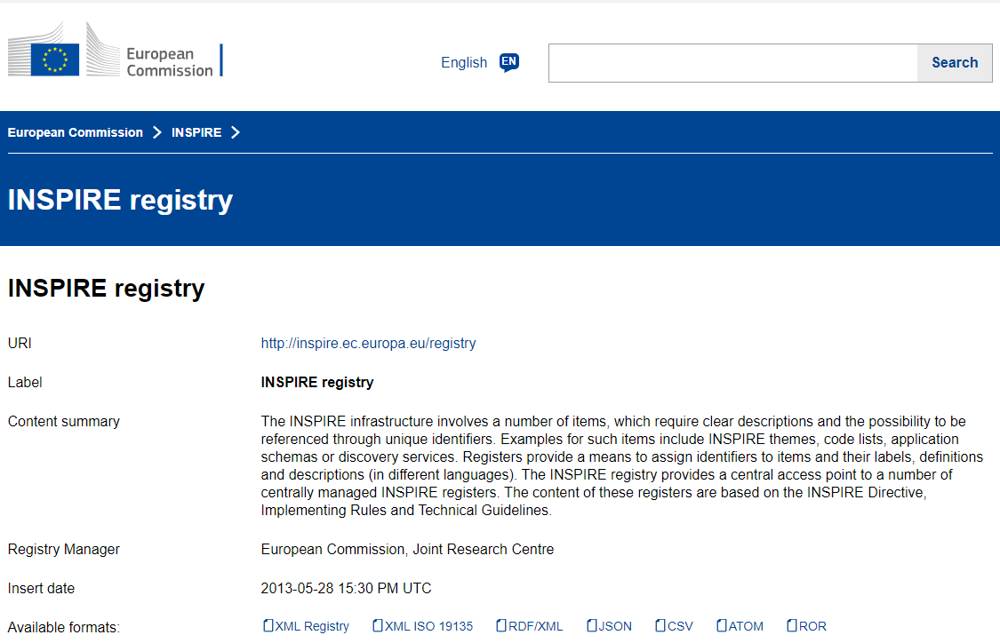 European
Commission
English EN Search
European Commission INSPIRE
INSPIRE registry
INSPIRE registry
URI http://inspire.ec.europa.eu/registry
Label INSPIRE registry
Content summary The INSPIRE infrastructure involves a number of items, which require clear descriptions and the possibility to be
referenced through unique identifiers. Examples for such items include INSPIRE themes, code lists, application
schemas or discovery services. Registers provide a means to assign identifiers to items and their labels, definitions
and descriptions (in different languages). The INSPIRE registry provides a central access point to a number of
centrally managed INSPIRE registers. The content of these registers are based on the INSPIRE Directive,
Implementing Rules and Technical Guidelines.
Registry Manager European Commission, Joint Research Centre
Insert date 2013-05-28 15:30 PM UTC
Available formats: XML Registry XML ISO 19135 RDF/XML JSON CSV ATOM ROR